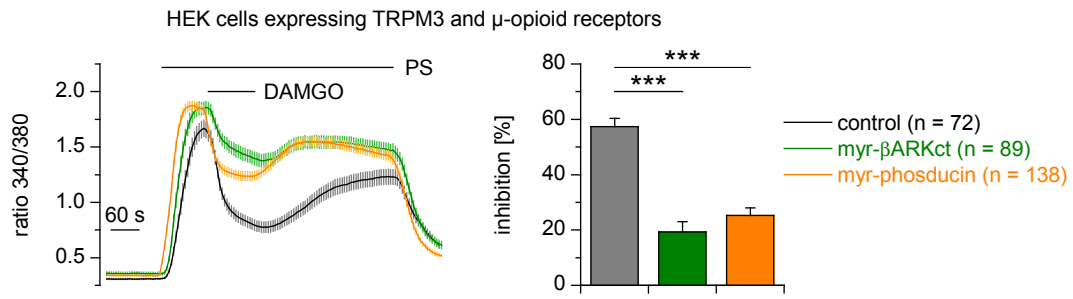 HEK cells expressing TRPM3 and µ-opioid receptors
PS
DAMGO
ratio 340/380
2.0
1.5
1.0
0.5
60 s
inhibition [%]
80
60
40
20
0
***
***
control (n = 72)
myr-βARKct (n = 89)
myr-phosducin (n = 138)